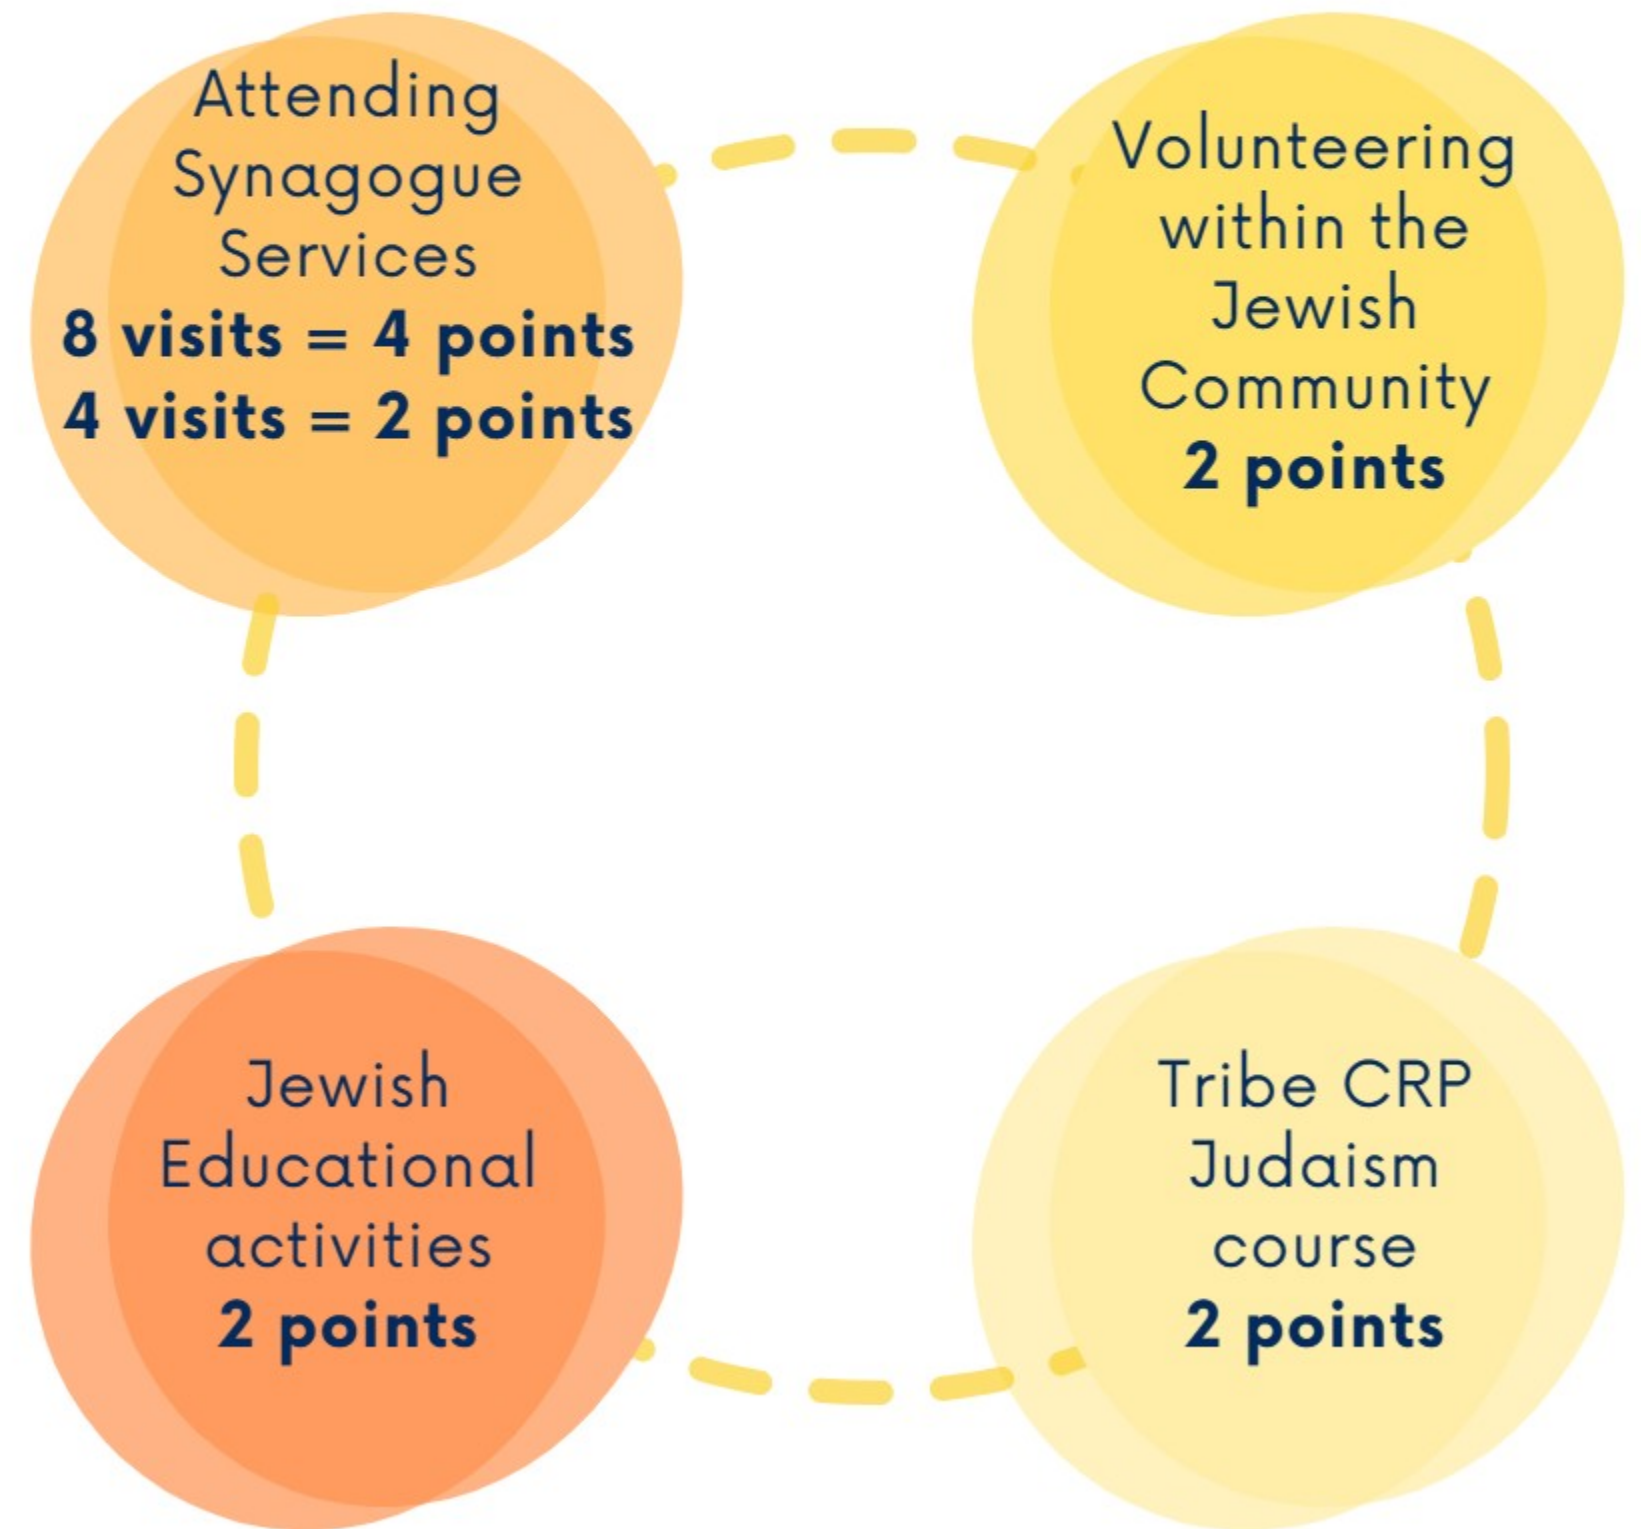 Attending
Synagogue
Services
8 visits = 4 points
4 visits = 2 points
Volunteering
within the
Jewish
Community
2 points
Jewish
Educational
activities
2 points
Tribe CRP
Judaism
course
2 points